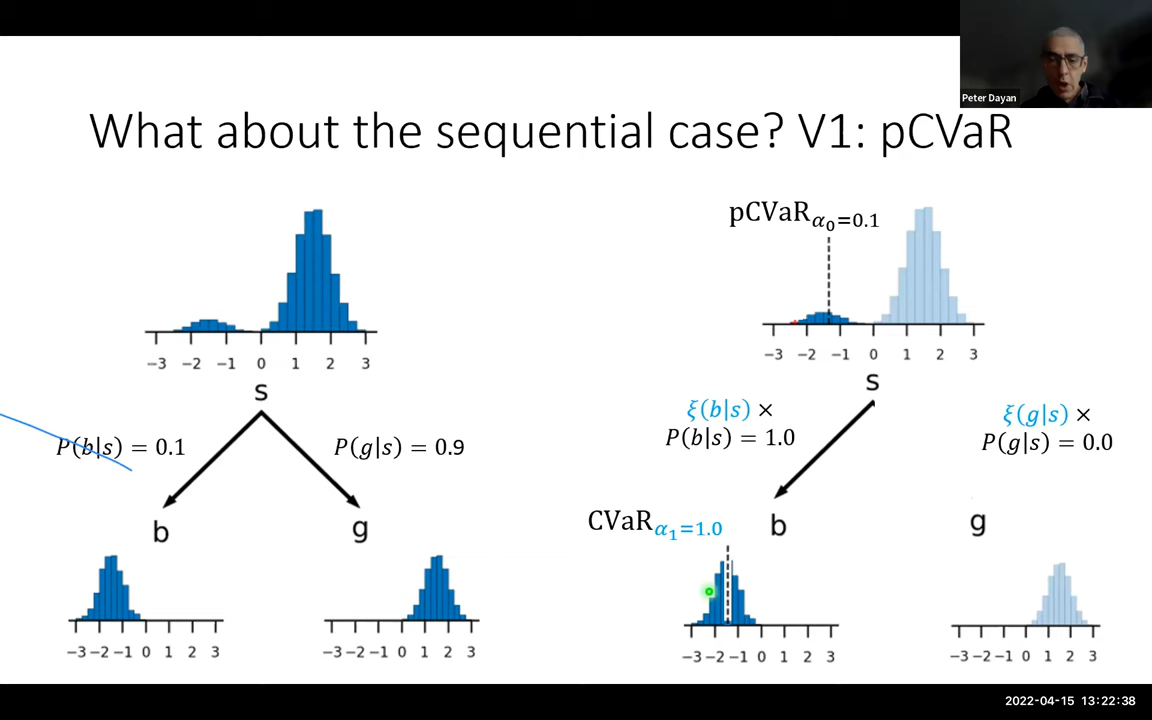 Peter Dayan
What about the sequential case? V1: pCVaR
pCVaRα₀=0.1
−3 −2 −1 0 1 2 3
−3 −2 −1 0 1 2 3
s
s
P(b|s) = 0.1
P(g|s) = 0.9
ξ(b|s) ×
P(b|s) = 1.0
ξ(g|s) ×
P(g|s) = 0.0
b
g
CVaRα₁=1.0
b
g
−3 −2 −1 0 1 2 3
−3 −2 −1 0 1 2 3
−3 −2 −1 0 1 2 3
−3 −2 −1 0 1 2 3
2022-04-15 13:22:38